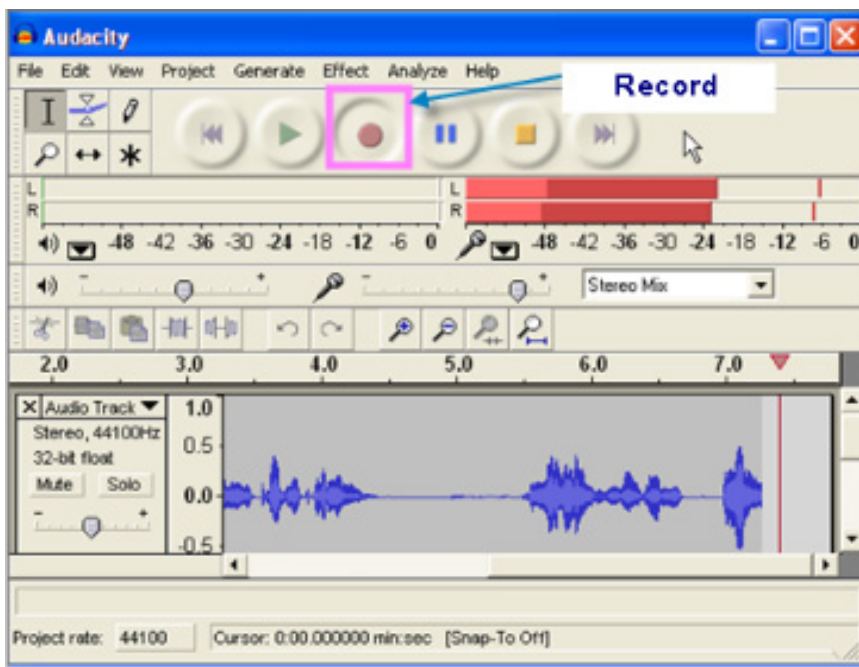 Audacity
File Edit View Project Generate Effect Analyze Help
Record
L
R
L
R
-48 -42 -36 -30 -24 -18 -12 -6 0
-48 -42 -36 -30 -24 -18 -12 -6 0
- +
- +
Stereo Mix
2.0 3.0 4.0 5.0 6.0 7.0
X Audio Track
Stereo, 44100Hz
32-bit float
Mute Solo
- +
1.0
0.5
0.0
-0.5
Project rate: 44100
Cursor: 0:00.000000 min:sec [Snap-To Off]